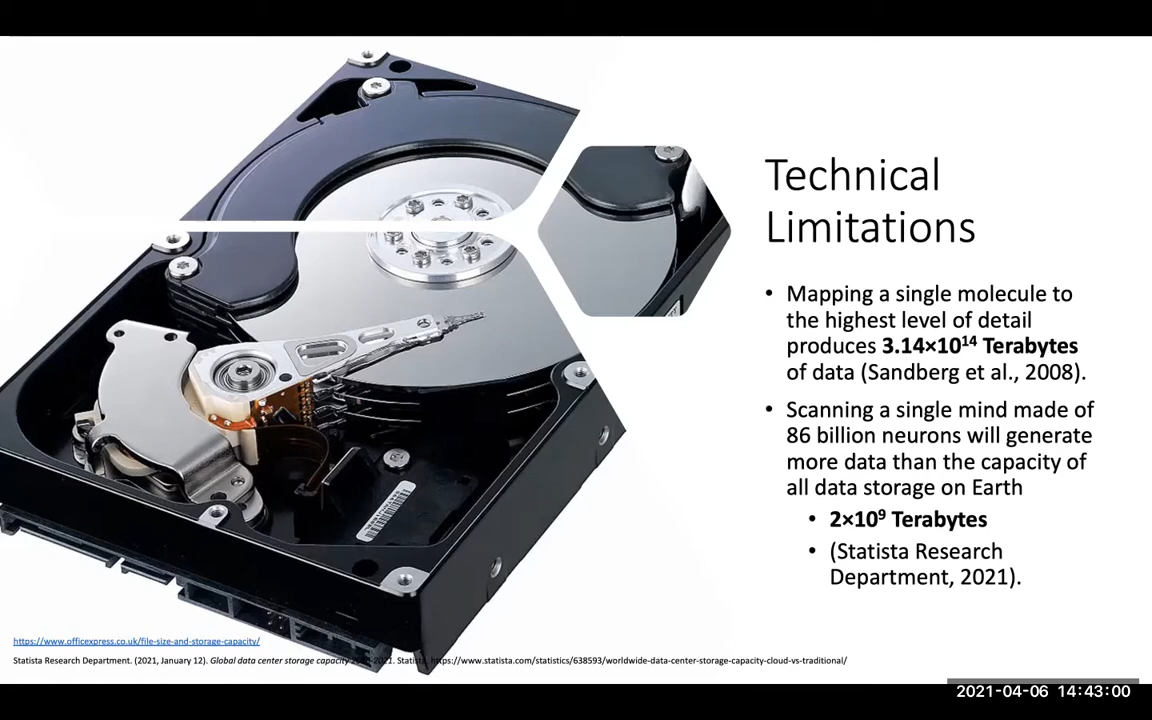 Technical
Limitations
• Mapping a single molecule to
the highest level of detail
produces 3.14×10¹⁴ Terabytes
of data (Sandberg et al., 2008).
• Scanning a single mind made of
86 billion neurons will generate
more data than the capacity of
all data storage on Earth
• 2×10⁹ Terabytes
• (Statista Research
Department, 2021).
https://www.officexpress.co.uk/file-size-and-storage-capacity/
Statista Research Department. (2021, January 12). Global data center storage capacity Statista. https://www.statista.com/statistics/638593/worldwide-data-center-storage-capacity-cloud-vs-traditional/
2021-04-06 14:43:00